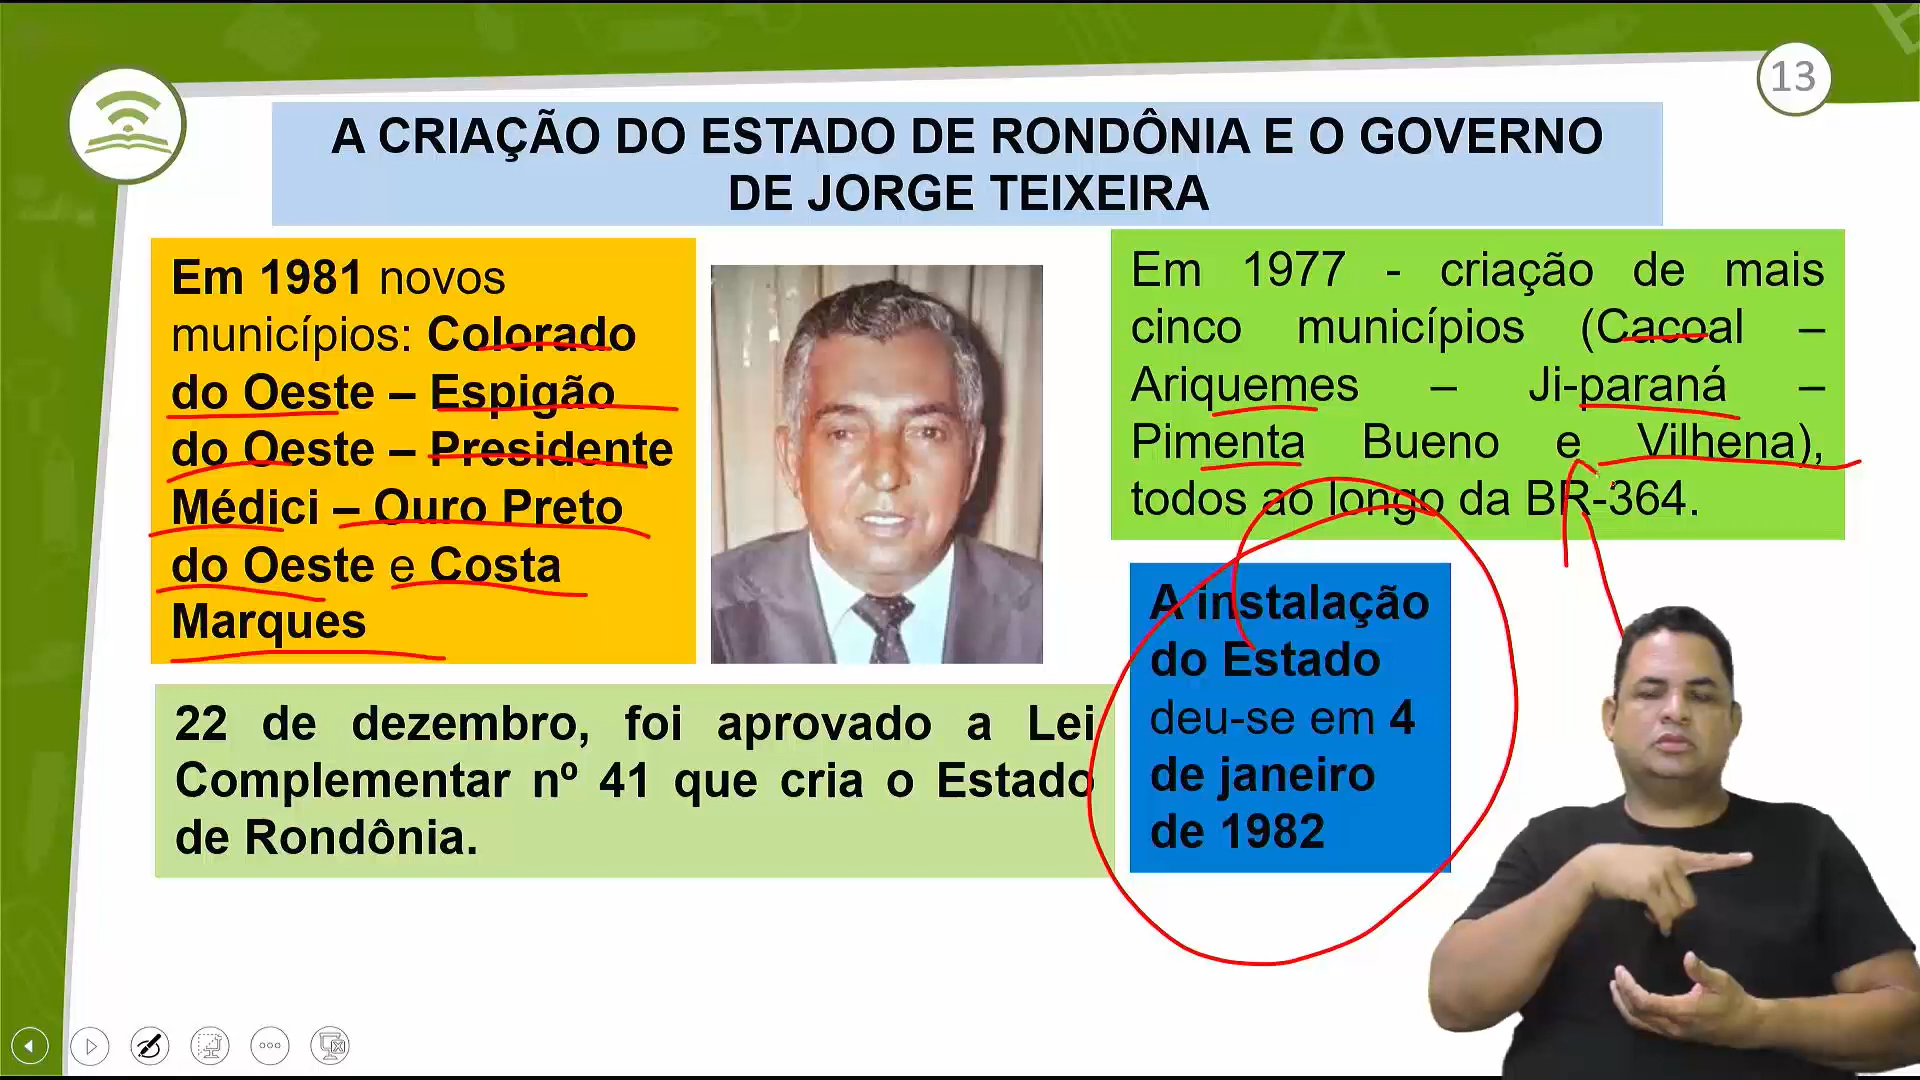 13
A CRIAÇÃO DO ESTADO DE RONDÔNIA E O GOVERNO
DE JORGE TEIXEIRA
Em 1981 novos
municípios: Colorado
do Oeste – Espigão
do Oeste – Presidente
Médici – Ouro Preto
do Oeste e Costa
Marques
Em 1977 - criação de mais
cinco municípios (Cacoal –
Ariquemes – Ji-paraná –
Pimenta Bueno e Vilhena),
todos ao longo da BR-364.
A instalação
do Estado
deu-se em 4
de janeiro
de 1982
22 de dezembro, foi aprovado a Lei
Complementar nº 41 que cria o Estado
de Rondônia.